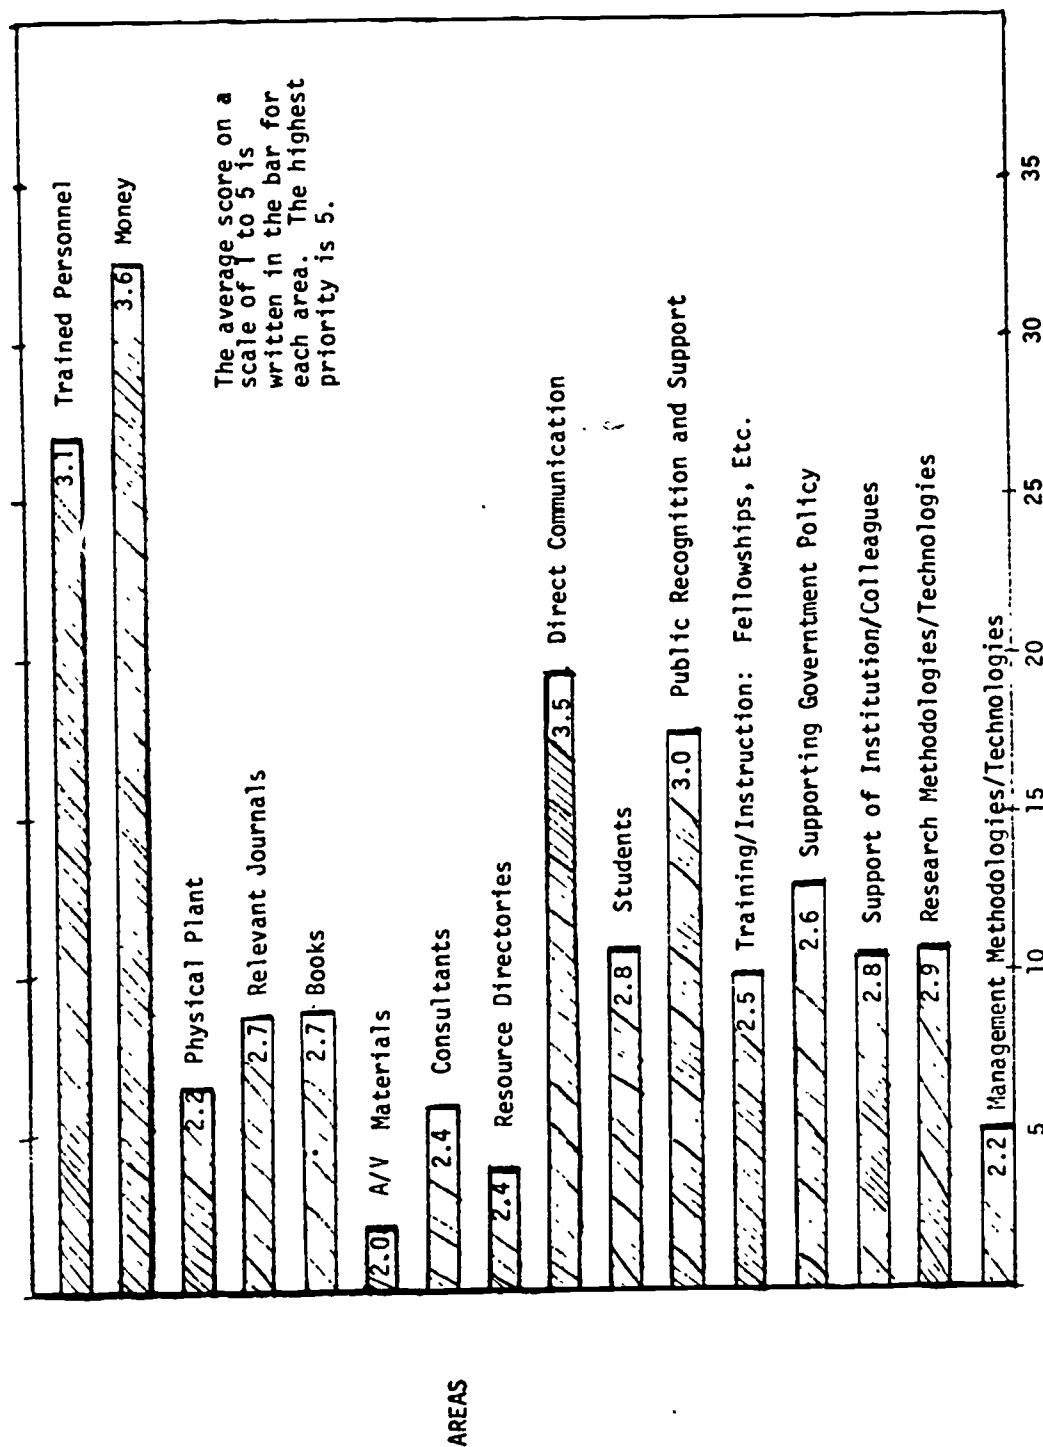 3.1 Trained Personnel
3.6 Money
The average score on a
scale of 1 to 5 is
written in the bar for
each area. The highest
priority is 5.
2.2 Physical Plant
2.7 Relevant Journals
2.7 Books
2.0 A/V Materials
2.4 Consultants
2.4 Resource Directories
3.5 Direct Communication
2.8 Students
3.0 Public Recognition and Support
2.5 Training/Instruction: Fellowships, Etc.
2.6 Supporting Governtment Policy
2.8 Support of Institution/Colleagues
2.9 Research Methodologies/Technologies
2.2 Management Methodologies/Technologies
5 10 15 20 25 30 35
AREAS